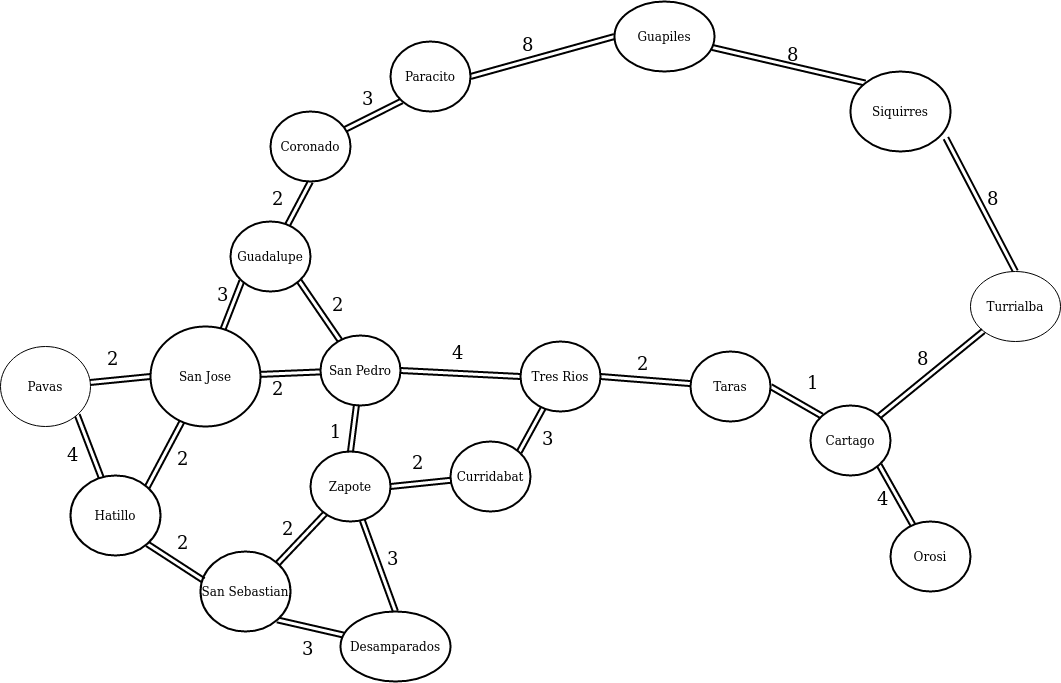 Guapiles
8
8
Paracito
3
Siquirres
Coronado
2
8
Guadalupe
3
2
Turrialba
4
2
San Jose
San Pedro
Tres Rios
2
Taras
1
8
Pavas
2
Cartago
1
3
4
2
2
Curridabat
Zapote
4
Hatillo
2
2
3
Orosi
San Sebastian
3
Desamparados